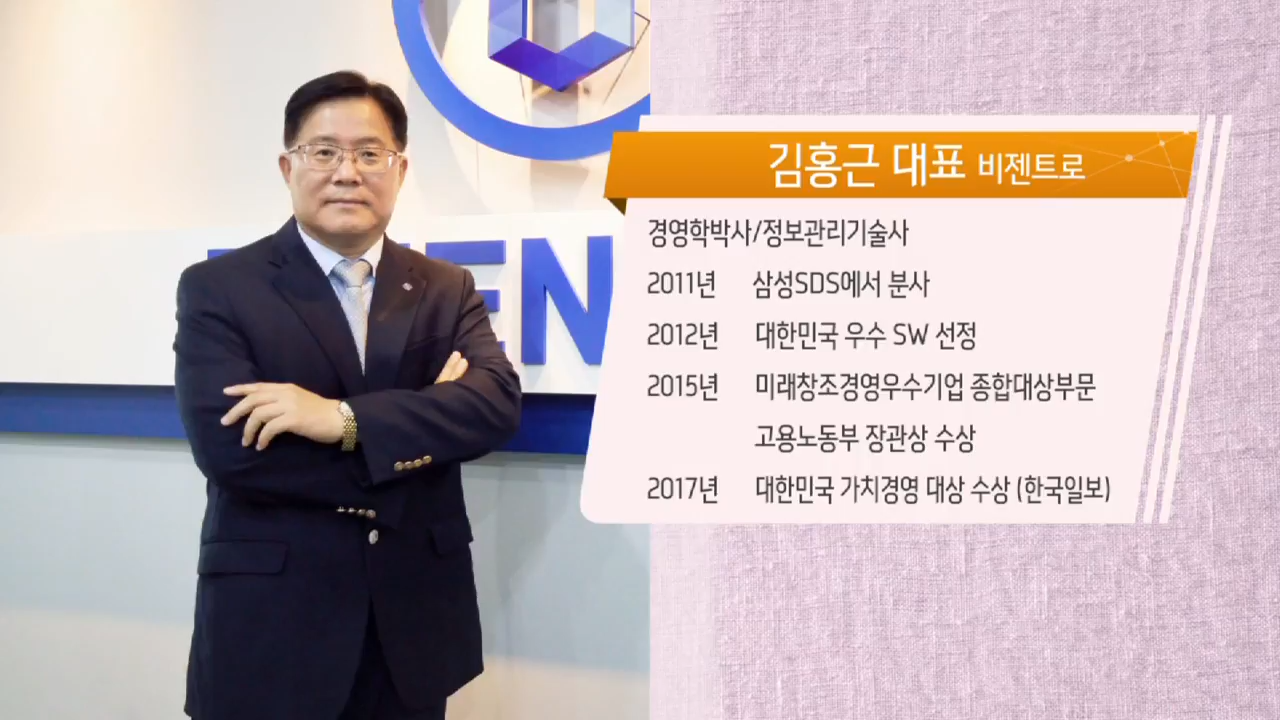 김홍근 대표 비젠트로
경영학박사/정보관리기술사
2011년 삼성SDS에서 분사
2012년 대한민국 우수 SW 선정
2015년 미래창조경영우수기업 종합대상부문
고용노동부 장관상 수상
2017년 대한민국 가치경영 대상 수상 (한국일보)